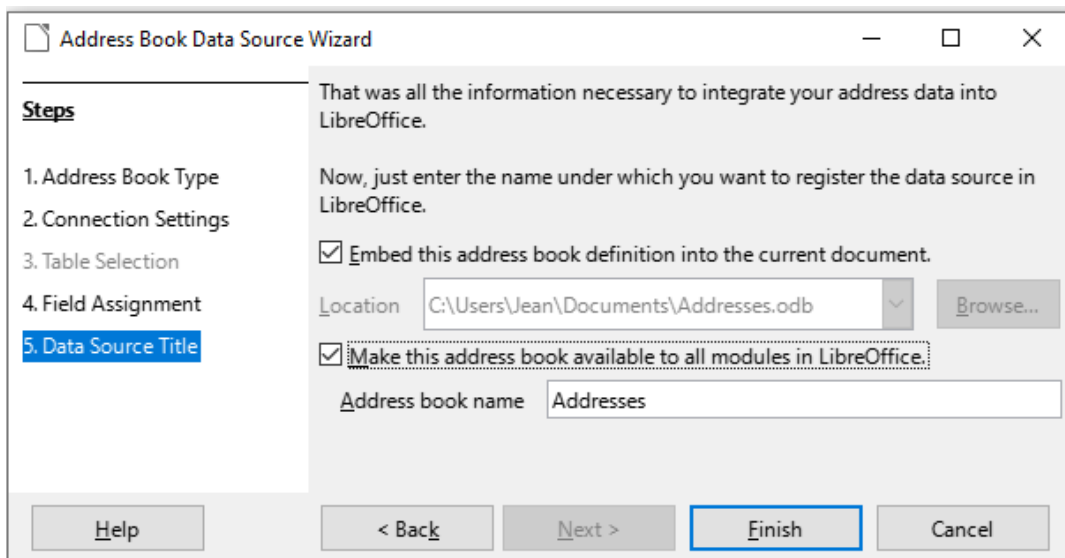 Address Book Data Source Wizard
Steps
1. Address Book Type
2. Connection Settings
3. Table Selection
4. Field Assignment
5. Data Source Title
That was all the information necessary to integrate your address data into
LibreOffice.
Now, just enter the name under which you want to register the data source in
LibreOffice.
Embed this address book definition into the current document.
Location C:\Users\Jean\Documents\Addresses.odb Browse...
Make this address book available to all modules in LibreOffice.
Address book name Addresses
Help < Back Next > Finish Cancel